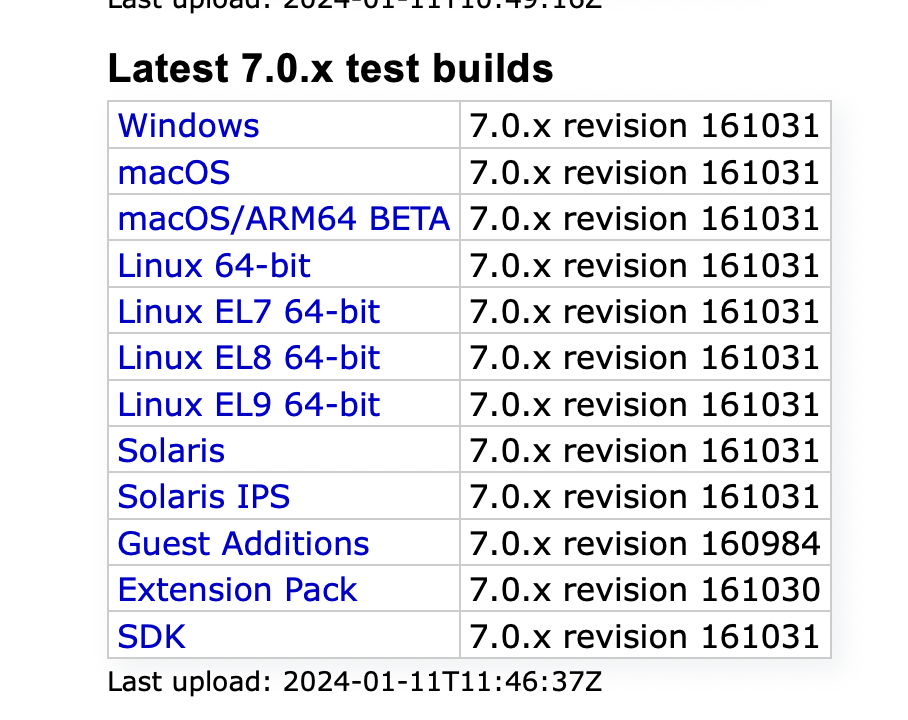 Last upload: 2024-01-11T10:49:16Z
Latest 7.0.x test builds
Windows 7.0.x revision 161031
macOS 7.0.x revision 161031
macOS/ARM64 BETA 7.0.x revision 161031
Linux 64-bit 7.0.x revision 161031
Linux EL7 64-bit 7.0.x revision 161031
Linux EL8 64-bit 7.0.x revision 161031
Linux EL9 64-bit 7.0.x revision 161031
Solaris 7.0.x revision 161031
Solaris IPS 7.0.x revision 161031
Guest Additions 7.0.x revision 160984
Extension Pack 7.0.x revision 161030
SDK 7.0.x revision 161031
Last upload: 2024-01-11T11:46:37Z